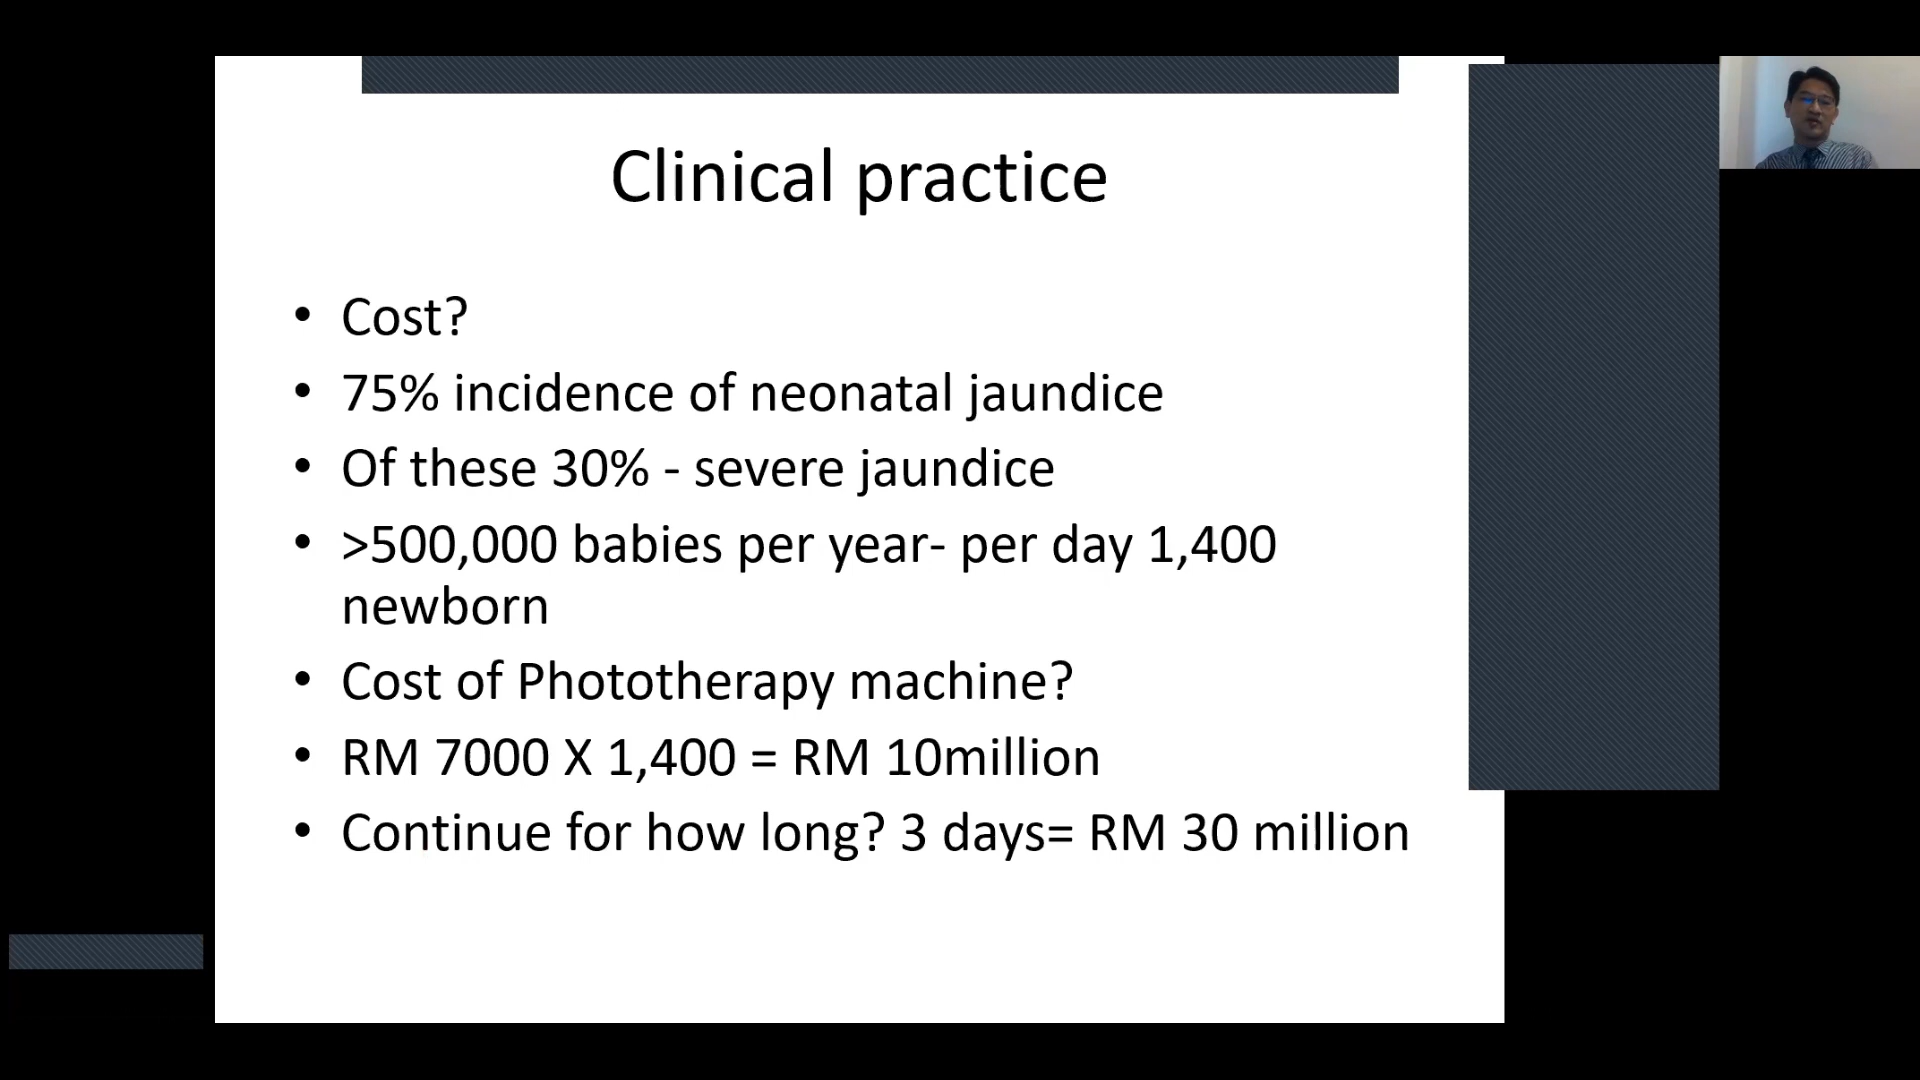 Clinical practice
• Cost?
• 75% incidence of neonatal jaundice
• Of these 30% - severe jaundice
• >500,000 babies per year- per day 1,400
newborn
• Cost of Phototherapy machine?
• RM 7000 X 1,400 = RM 10million
• Continue for how long? 3 days= RM 30 million